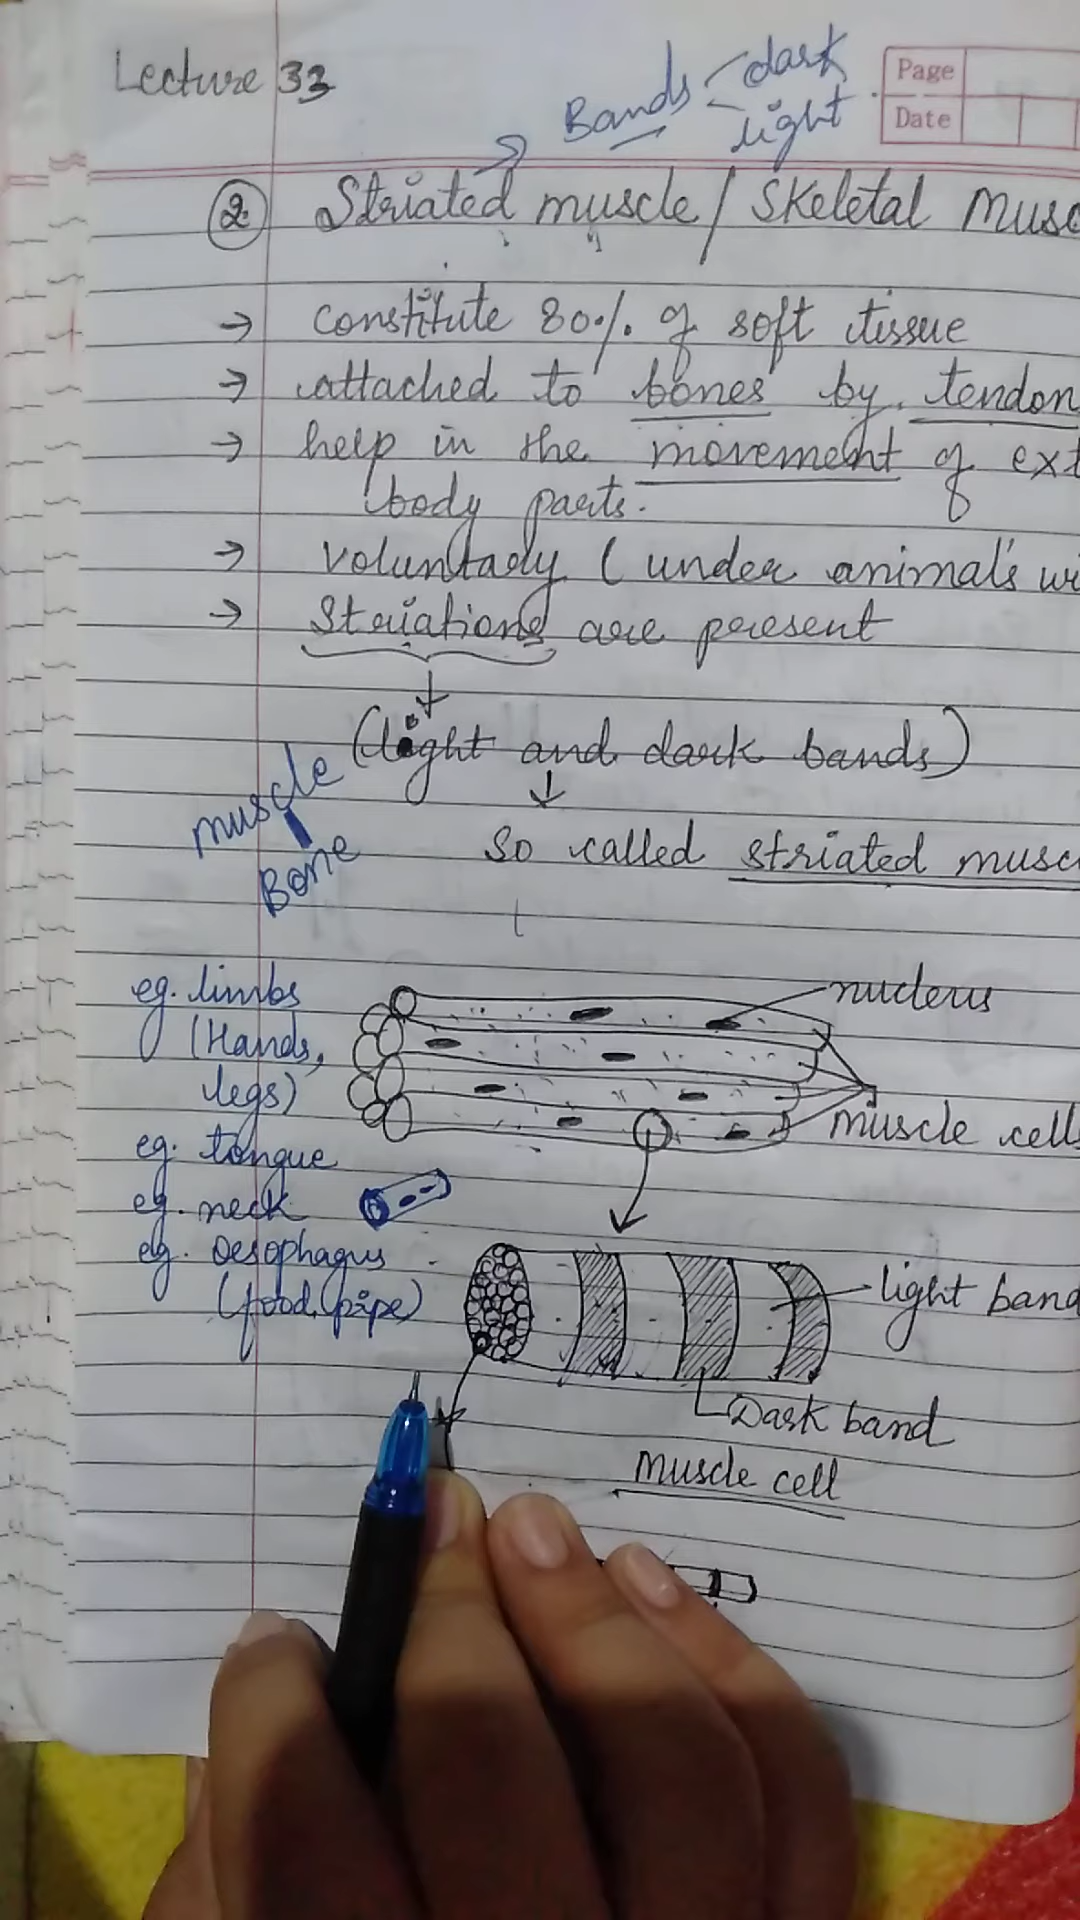 Lecture 33
Bands dark
light
Page
Date
② Striated muscle / Skeletal Musc
→ constitute 80% of soft tissue
→ attached to bones by tendon
→ help in the movement of ext
body parts.
→ voluntary (under animal's wi
→ Striations are present
(light and dark bands)
so called striated musc
muscle
Bone
eg. limbs
(Hands,
legs)
eg. tongue
eg. neck
eg. Oesophagus
(food pipe)
nucleus
muscle cells
light band
Dark band
muscle cell